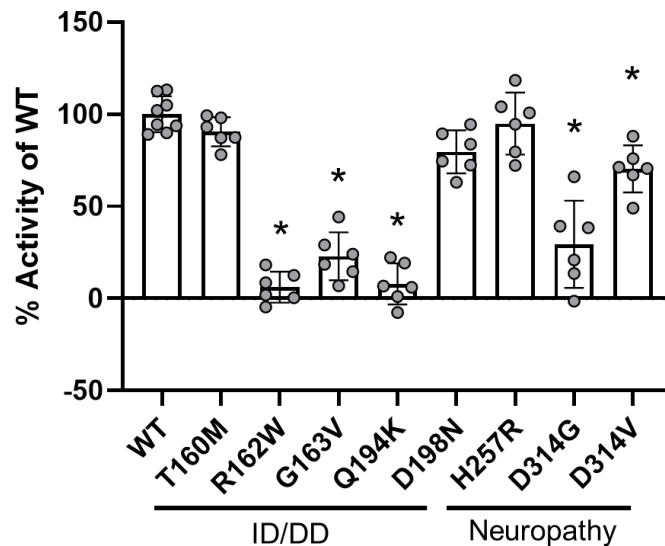 % Activity of WT
150
100
50
0
-50
* * * * *
WT
T160M
R162W
G163V
Q194K
D198N
H257R
D314G
D314V
ID/DD
Neuropathy